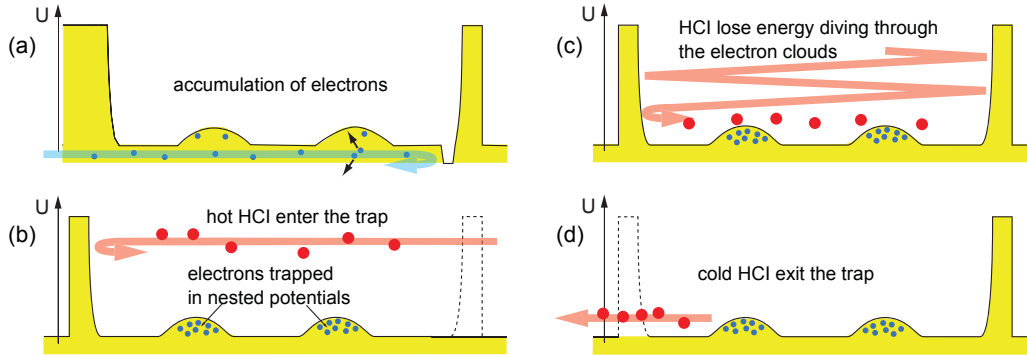 U
(a)
accumulation of electrons
U
(b)
hot HCI enter the trap
electrons trapped
in nested potentials
U
(c)
HCI lose energy diving through
the electron clouds
U
(d)
cold HCI exit the trap